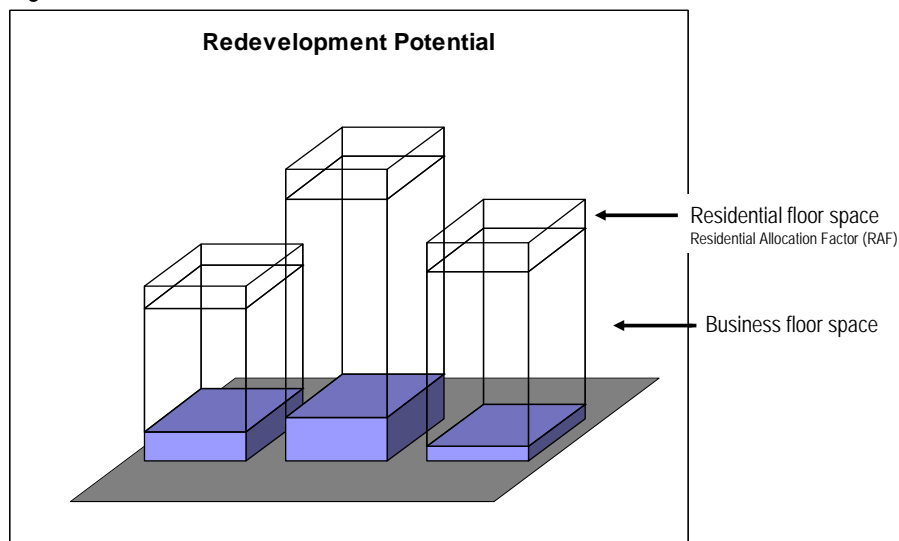 Redevelopment Potential
Residential floor space
Residential Allocation Factor (RAF)
Business floor space